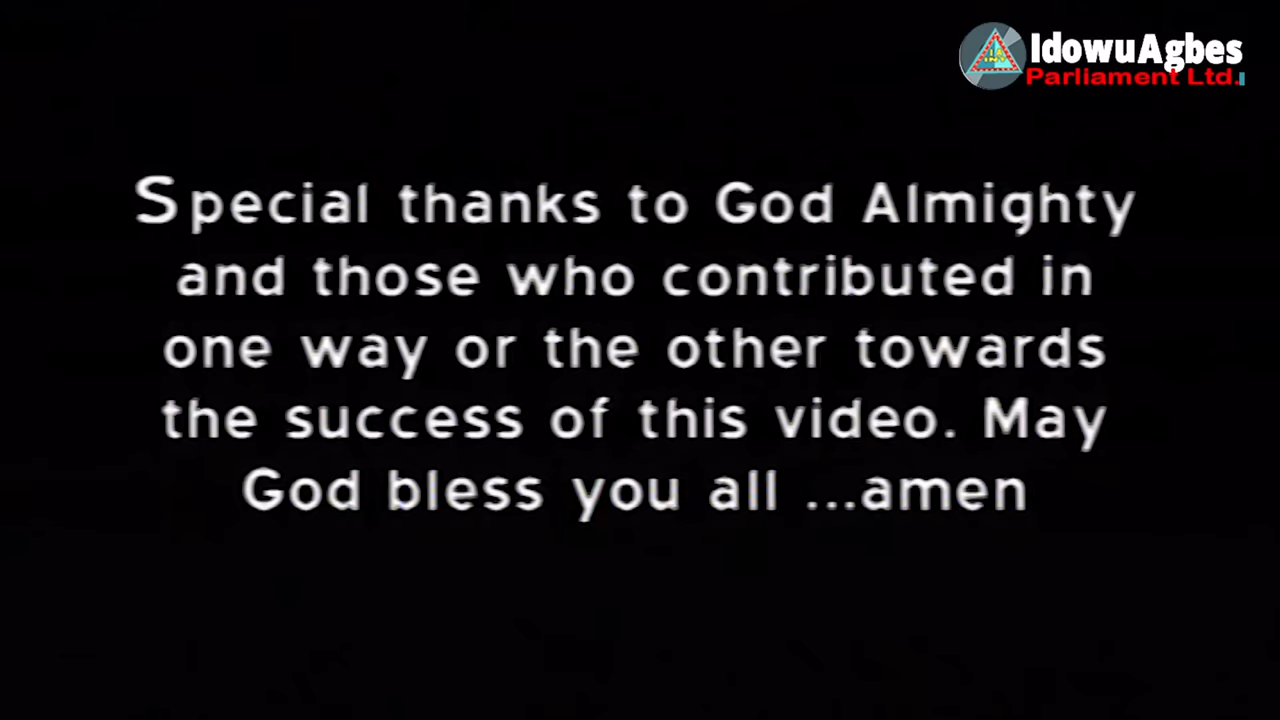 IdowuAgbes
Parliament Ltd.
Special thanks to God Almighty
and those who contributed in
one way or the other towards
the success of this video. May
God bless you all ...amen